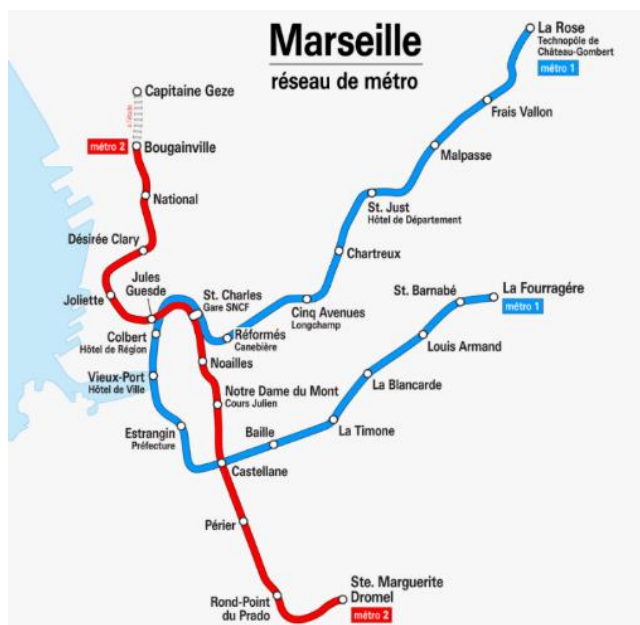 Marseille
réseau de métro
La Rose
Technopôle de
Château-Gombert
métro 1
Capitaine Geze
Frais Vallon
métro 2
Bougainville
Malpasse
National
St. Just
Hôtel de Département
Désirée Clary
Chartreux
Jules
Guesde
St. Charles
Gare SNCF
St. Barnabé
La Fourragére
métro 1
Joliette
Cinq Avenues
Longchamp
Colbert
Hôtel de Région
Réformés
Canebière
Louis Armand
Noailles
Vieux-Port
Hôtel de Ville
La Blancarde
Notre Dame du Mont
Cours Julien
Estrangin
Préfecture
Baille
La Timone
Castellane
Périer
Ste. Marguerite
Dromel
métro 2
Rond-Point
du Prado